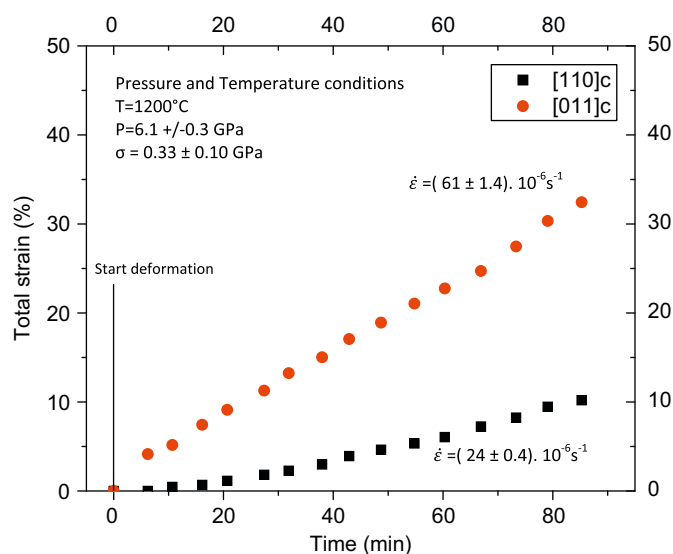 0 20 40 60 80
50 50
40 40
30 30
20 20
10 10
0 0
Pressure and Temperature conditions
T=1200°C
P=6.1 +/-0.3 GPa
σ = 0.33 ± 0.10 GPa
[110]c
[011]c
ε̇ =( 61 ± 1.4). 10⁻⁶s⁻¹
Start deformation
ε̇ =( 24 ± 0.4). 10⁻⁶s⁻¹
Total strain (%)
0 20 40 60 80
Time (min)